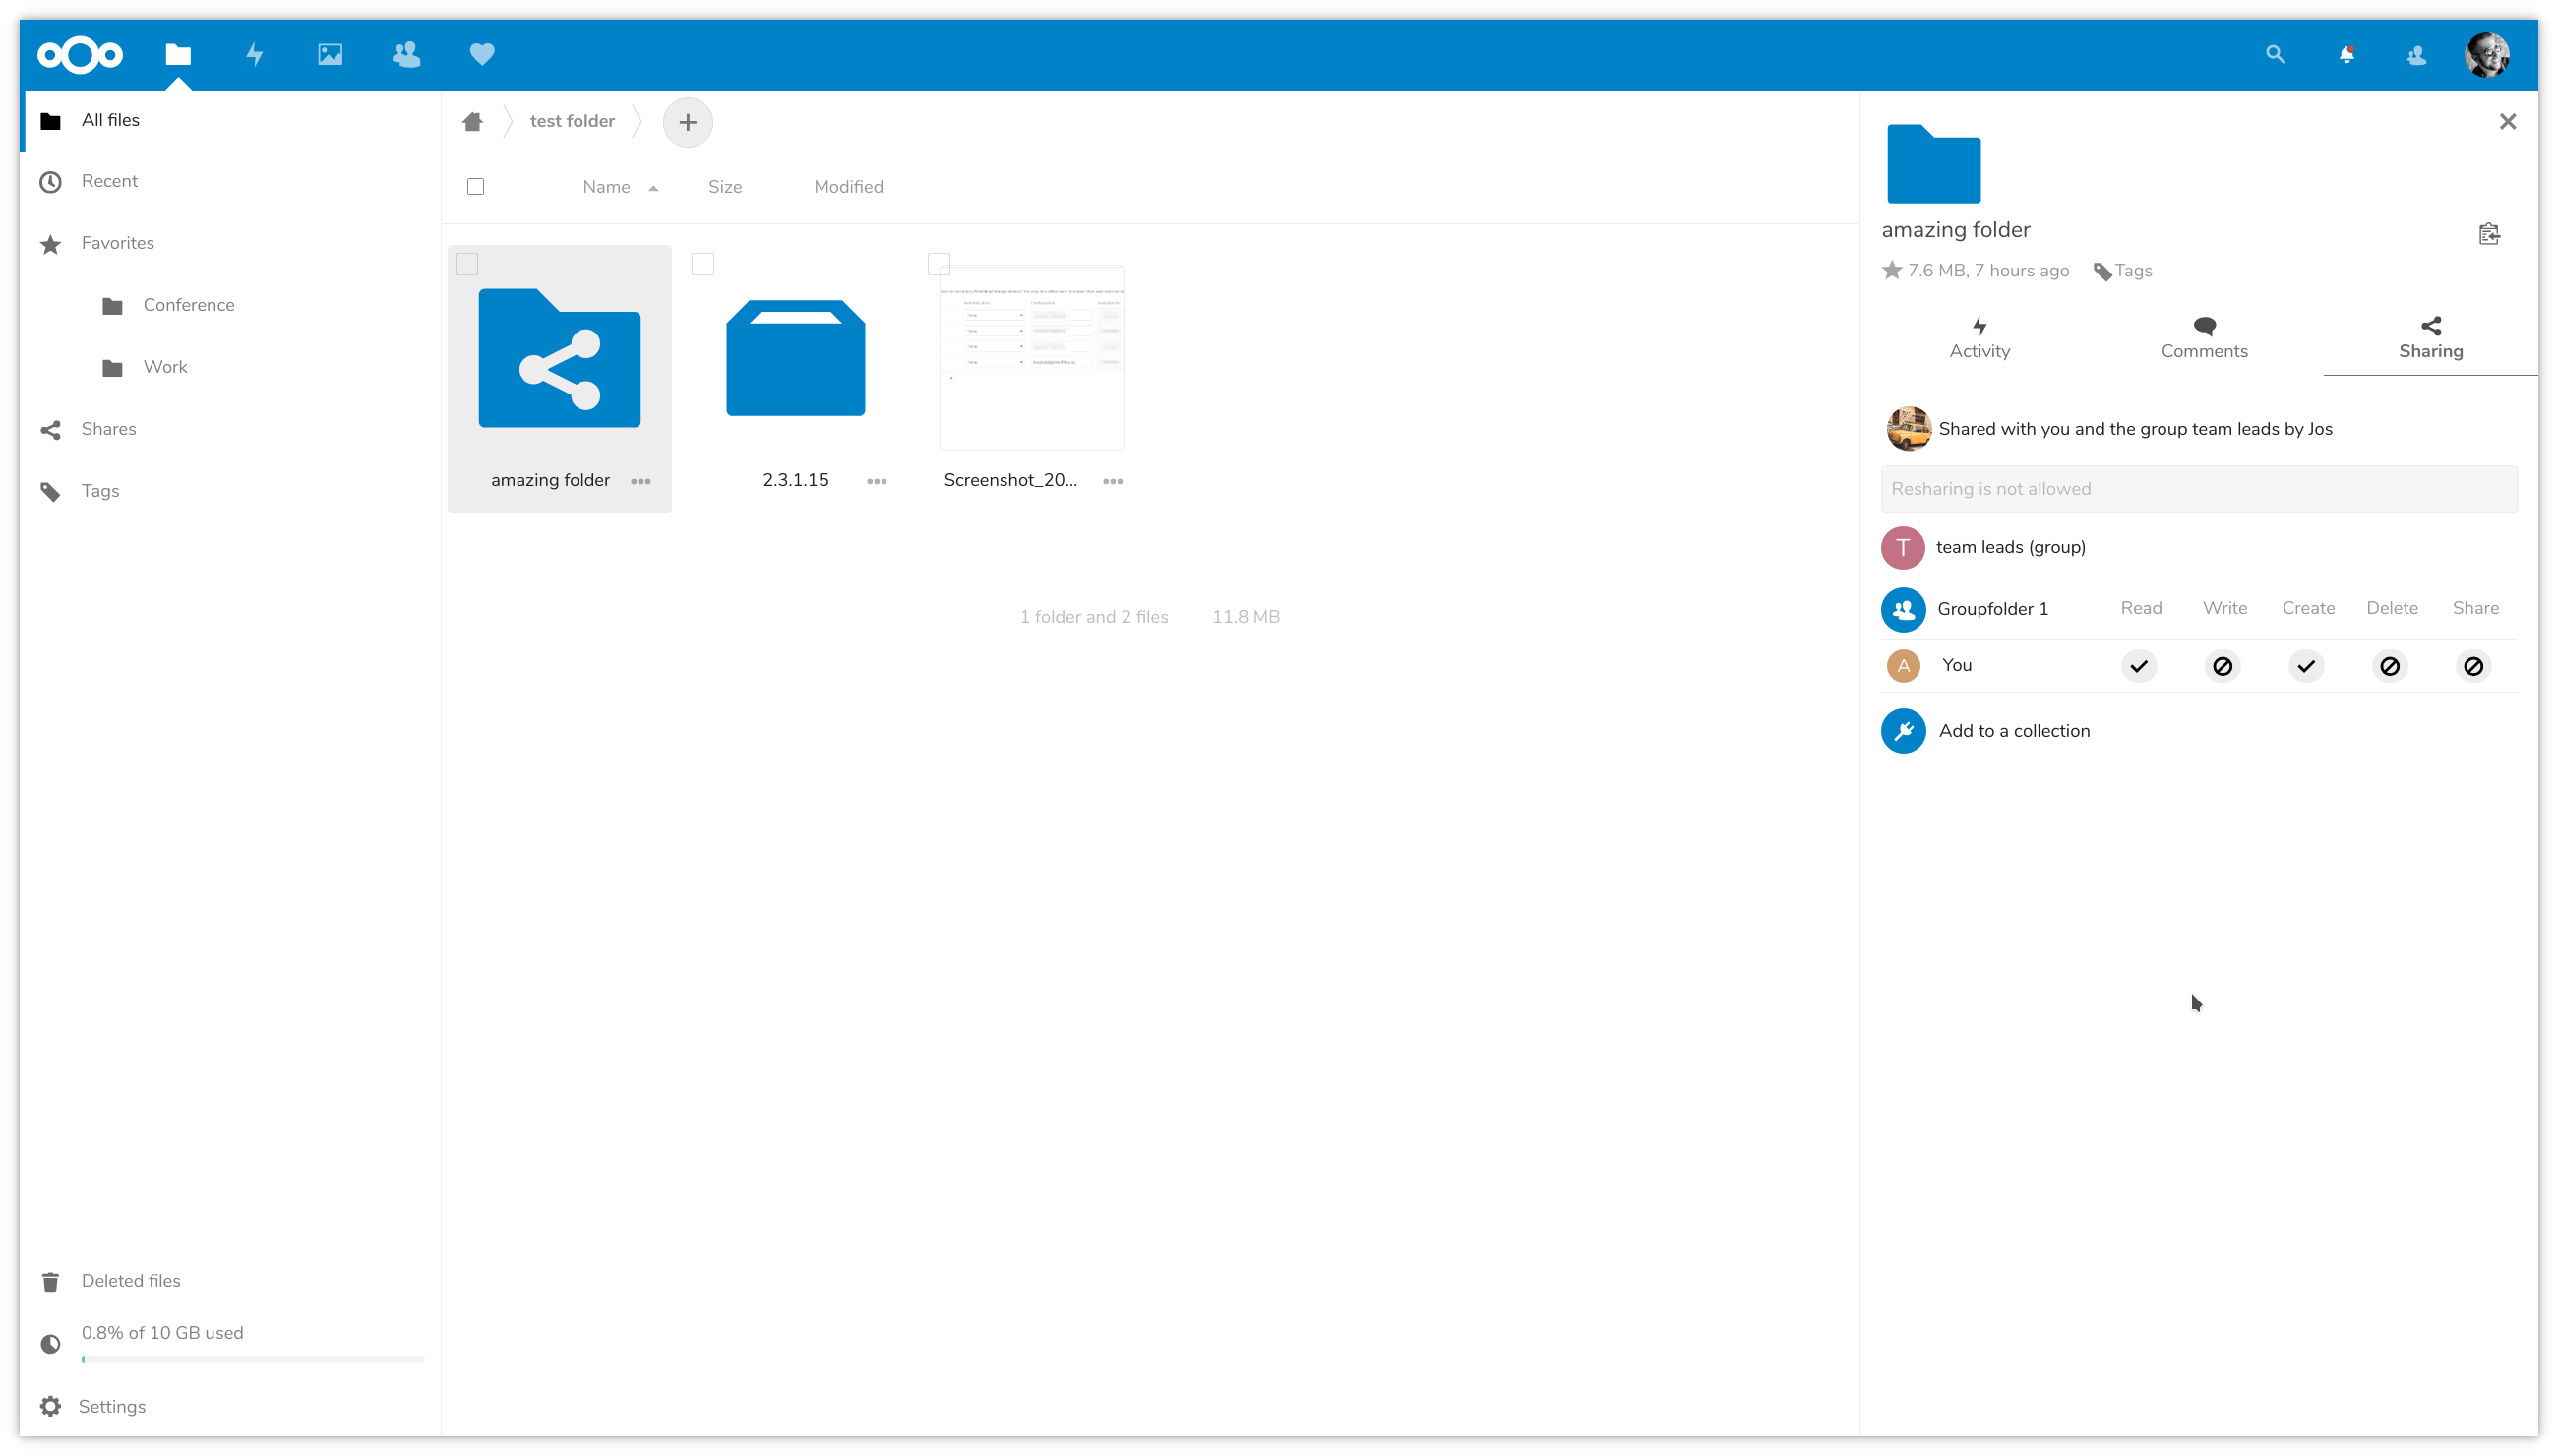 All files
Recent
Favorites
Conference
Work
Shares
Tags
Deleted files
0.8% of 10 GB used
Settings
test folder
Name Size Modified
amazing folder
2.3.1.15
Screenshot_20...
1 folder and 2 files 11.8 MB
amazing folder
7.6 MB, 7 hours ago Tags
Activity Comments Sharing
Shared with you and the group team leads by Jos
Resharing is not allowed
T team leads (group)
Groupfolder 1 Read Write Create Delete Share
A You
Add to a collection